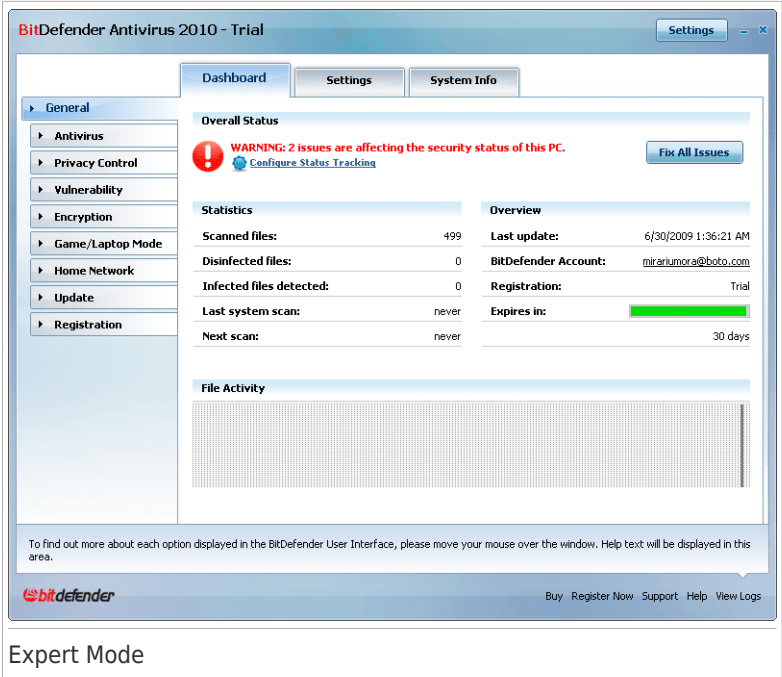 BitDefender Antivirus 2010 - Trial
Settings
Dashboard
Settings
System Info
General
Antivirus
Privacy Control
Vulnerability
Encryption
Game/Laptop Mode
Home Network
Update
Registration
Overall Status
WARNING: 2 issues are affecting the security status of this PC.
Configure Status Tracking
Fix All Issues
Statistics
Scanned files: 499
Disinfected files: 0
Infected files detected: 0
Last system scan: never
Next scan: never
Overview
Last update: 6/30/2009 1:36:21 AM
BitDefender Account: mirariumora@boto.com
Registration: Trial
Expires in:
30 days
File Activity
To find out more about each option displayed in the BitDefender User Interface, please move your mouse over the window. Help text will be displayed in this
area.
bitdefender
Buy Register Now Support Help View Logs
Expert Mode